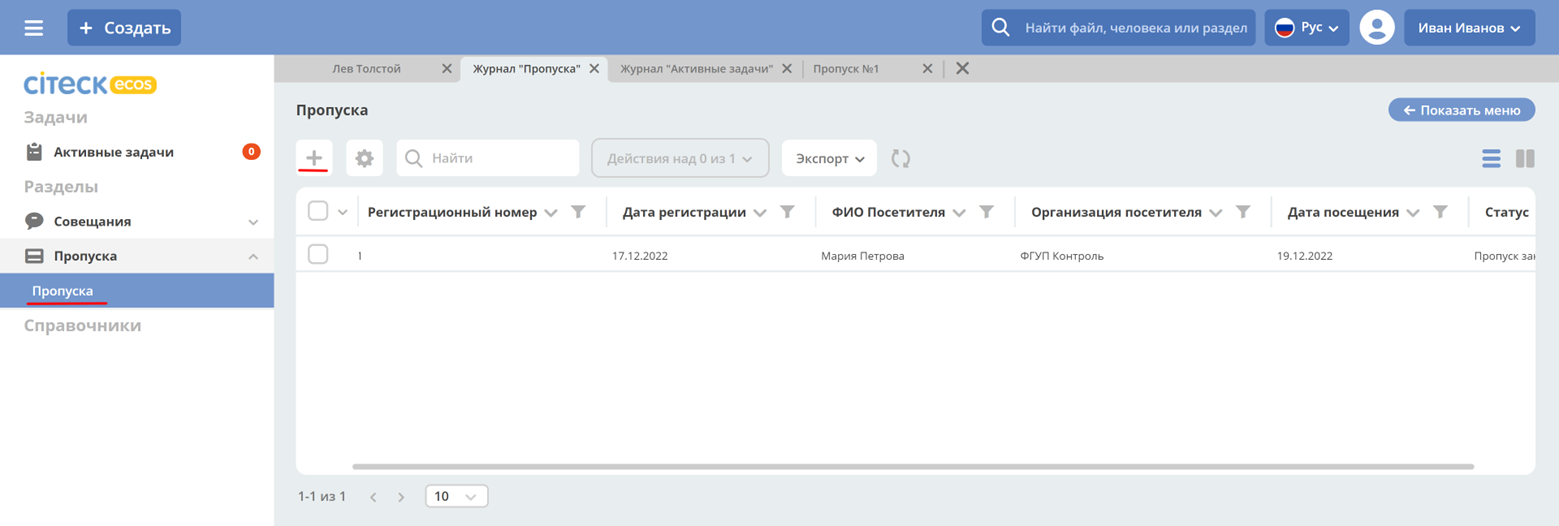 Создать
Найти файл, человека или раздел
Рус
Иван Иванов
citeck ecos
Лев Толстой
Журнал "Пропуска"
Журнал "Активные задачи"
Пропуск №1
Задачи
Активные задачи 0
Разделы
Совещания
Пропуска
Пропуска
Справочники
Пропуска
Показать меню
Найти
Действия над 0 из 1
Экспорт
Регистрационный номер Дата регистрации ФИО Посетителя Организация посетителя Дата посещения Статус
1 17.12.2022 Мария Петрова ФГУП Контроль 19.12.2022 Пропуск
1-1 из 1
10